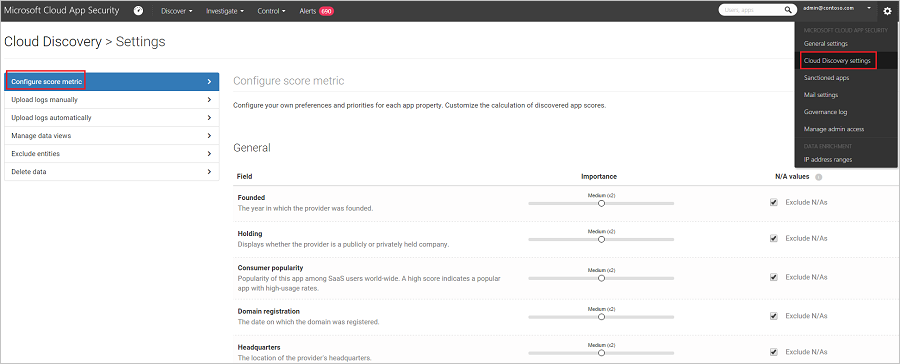 Microsoft Cloud App Security
Discover
Investigate
Control
Alerts
690
Users, apps
admin@contoso.com
Cloud Discovery > Settings
MICROSOFT CLOUD APP SECURITY
General settings
Cloud Discovery settings
Sanctioned apps
Mail settings
Governance log
Manage admin access
DATA ENRICHMENT
IP address ranges
Configure score metric
Upload logs manually
Upload logs automatically
Manage data views
Exclude entities
Delete data
Configure score metric
Configure your own preferences and priorities for each app property. Customize the calculation of discovered app scores.
General
Field Importance N/A values
Founded
The year in which the provider was founded.
Medium (x2)
Exclude N/As
Holding
Displays whether the provider is a publicly or privately held company.
Medium (x2)
Exclude N/As
Consumer popularity
Popularity of this app among SaaS users world-wide. A high score indicates a popular
app with high-usage rates.
Medium (x2)
Exclude N/As
Domain registration
The date on which the domain was registered.
Medium (x2)
Exclude N/As
Headquarters
The location of the provider's headquarters.
Medium (x2)
Exclude N/As